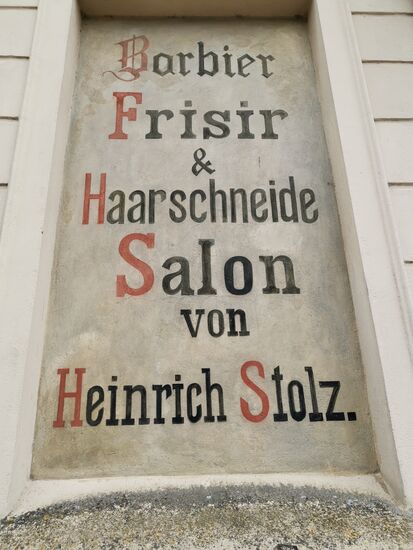 Barbier
Frisir
&
Haarschneide
Salon
von
Heinrich Stolz.